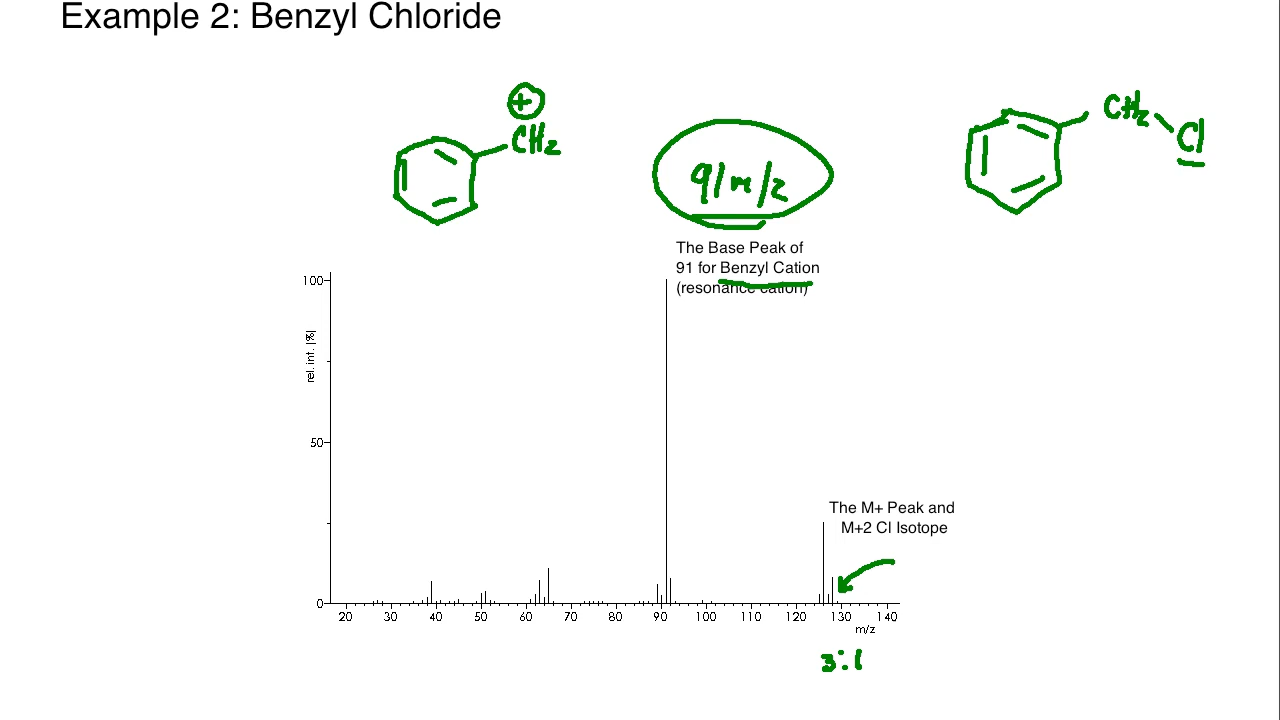 Example 2: Benzyl Chloride
+
CH2
91 m/z
CH2
Cl
The Base Peak of
91 for Benzyl Cation
(resonance cation)
100
rel. int. [%]
50
The M+ Peak and
M+2 Cl Isotope
0
20 30 40 50 60 70 80 90 100 110 120 130 140
m/z
3:1